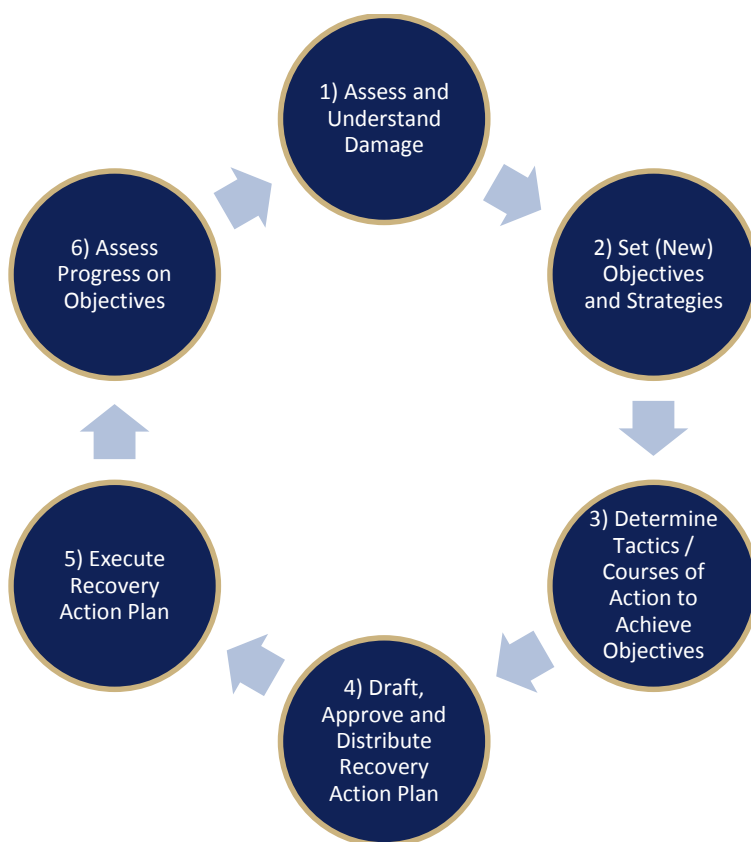 1) Assess and
Understand
Damage
2) Set (New)
Objectives
and Strategies
3) Determine
Tactics /
Courses of
Action to
Achieve
Objectives
4) Draft,
Approve and
Distribute
Recovery
Action Plan
5) Execute
Recovery
Action Plan
6) Assess
Progress on
Objectives